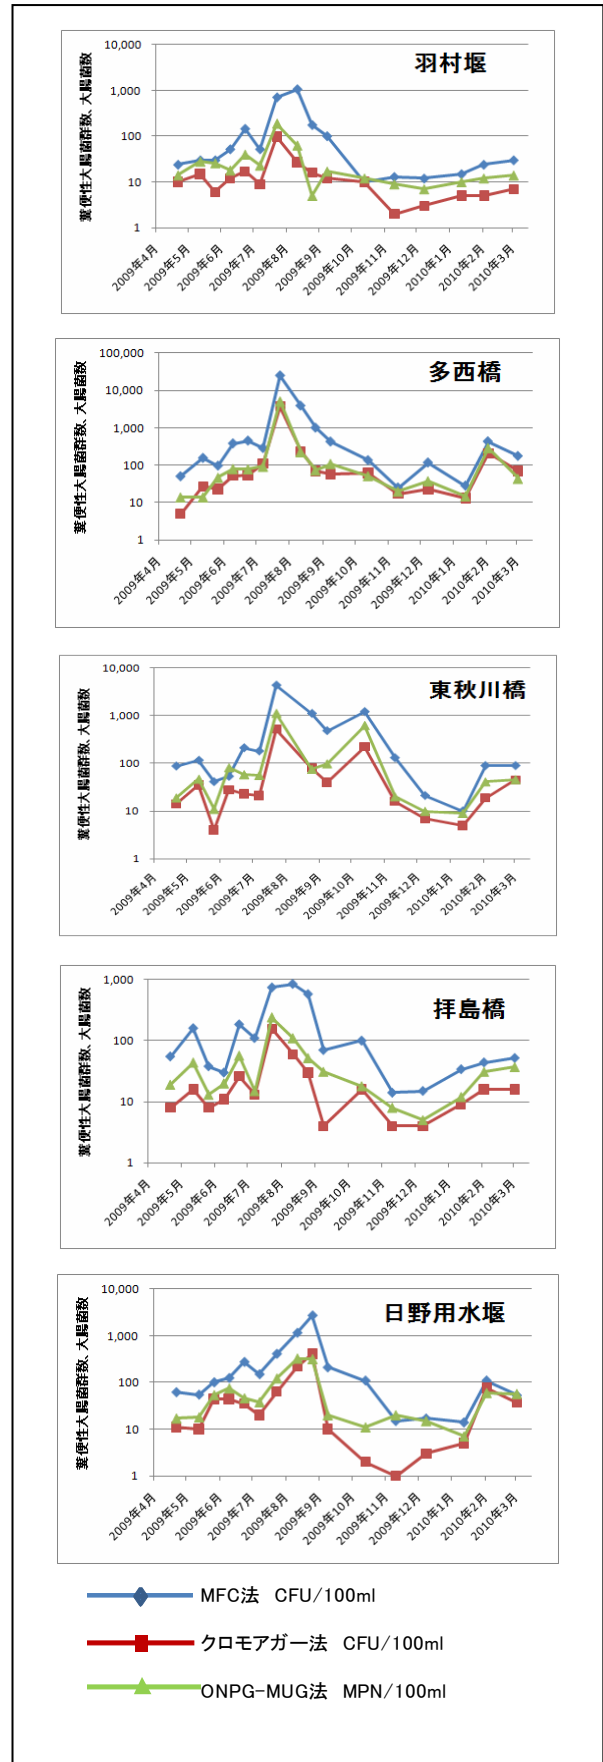 羽村堰
糞便性大腸菌群数、大腸菌数
10,000
1,000
100
10
1
2009年4月
2009年5月
2009年6月
2009年7月
2009年8月
2009年9月
2009年10月
2009年11月
2009年12月
2010年1月
2010年2月
2010年3月
多西橋
糞便性大腸菌群数、大腸菌数
100,000
10,000
1,000
100
10
1
2009年4月
2009年5月
2009年6月
2009年7月
2009年8月
2009年9月
2009年10月
2009年11月
2009年12月
2010年1月
2010年2月
2010年3月
東秋川橋
糞便性大腸菌群数、大腸菌数
10,000
1,000
100
10
1
2009年4月
2009年5月
2009年6月
2009年7月
2009年8月
2009年9月
2009年10月
2009年11月
2009年12月
2010年1月
2010年2月
2010年3月
拝島橋
糞便性大腸菌群数、大腸菌数
1,000
100
10
1
2009年4月
2009年5月
2009年6月
2009年7月
2009年8月
2009年9月
2009年10月
2009年11月
2009年12月
2010年1月
2010年2月
2010年3月
日野用水堰
糞便性大腸菌群数、大腸菌数
10,000
1,000
100
10
1
2009年4月
2009年5月
2009年6月
2009年7月
2009年8月
2009年9月
2009年10月
2009年11月
2009年12月
2010年1月
2010年2月
2010年3月
MFC法 CFU/100ml
クロモアガー法 CFU/100ml
ONPG-MUG法 MPN/100ml